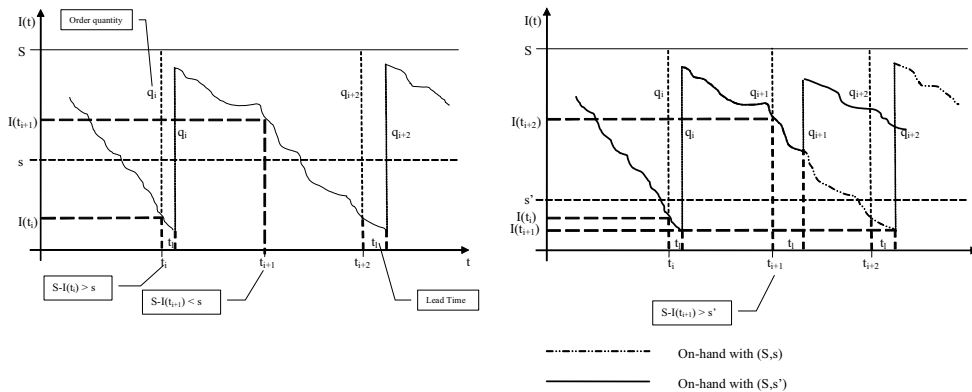 I(t)
Order quantity
S
q_i
q_{i+2}
I(t_{i+1})
q_i
q_{i+2}
s
I(t_i)
t_l
t_l
t_i
t_{i+1}
t_{i+2}
t
S-I(t_i) > s
S-I(t_{i+1}) < s
Lead Time
I(t)
S
q_i
q_{i+1}
q_{i+2}
I(t_{i+2})
q_i
q_{i+1}
q_{i+2}
s'
I(t_i)
I(t_{i+1})
t_l
t_l
t_l
t_i
t_{i+1}
t_{i+2}
t
S-I(t_{i+1}) > s'
On-hand with (S,s)
On-hand with (S,s')